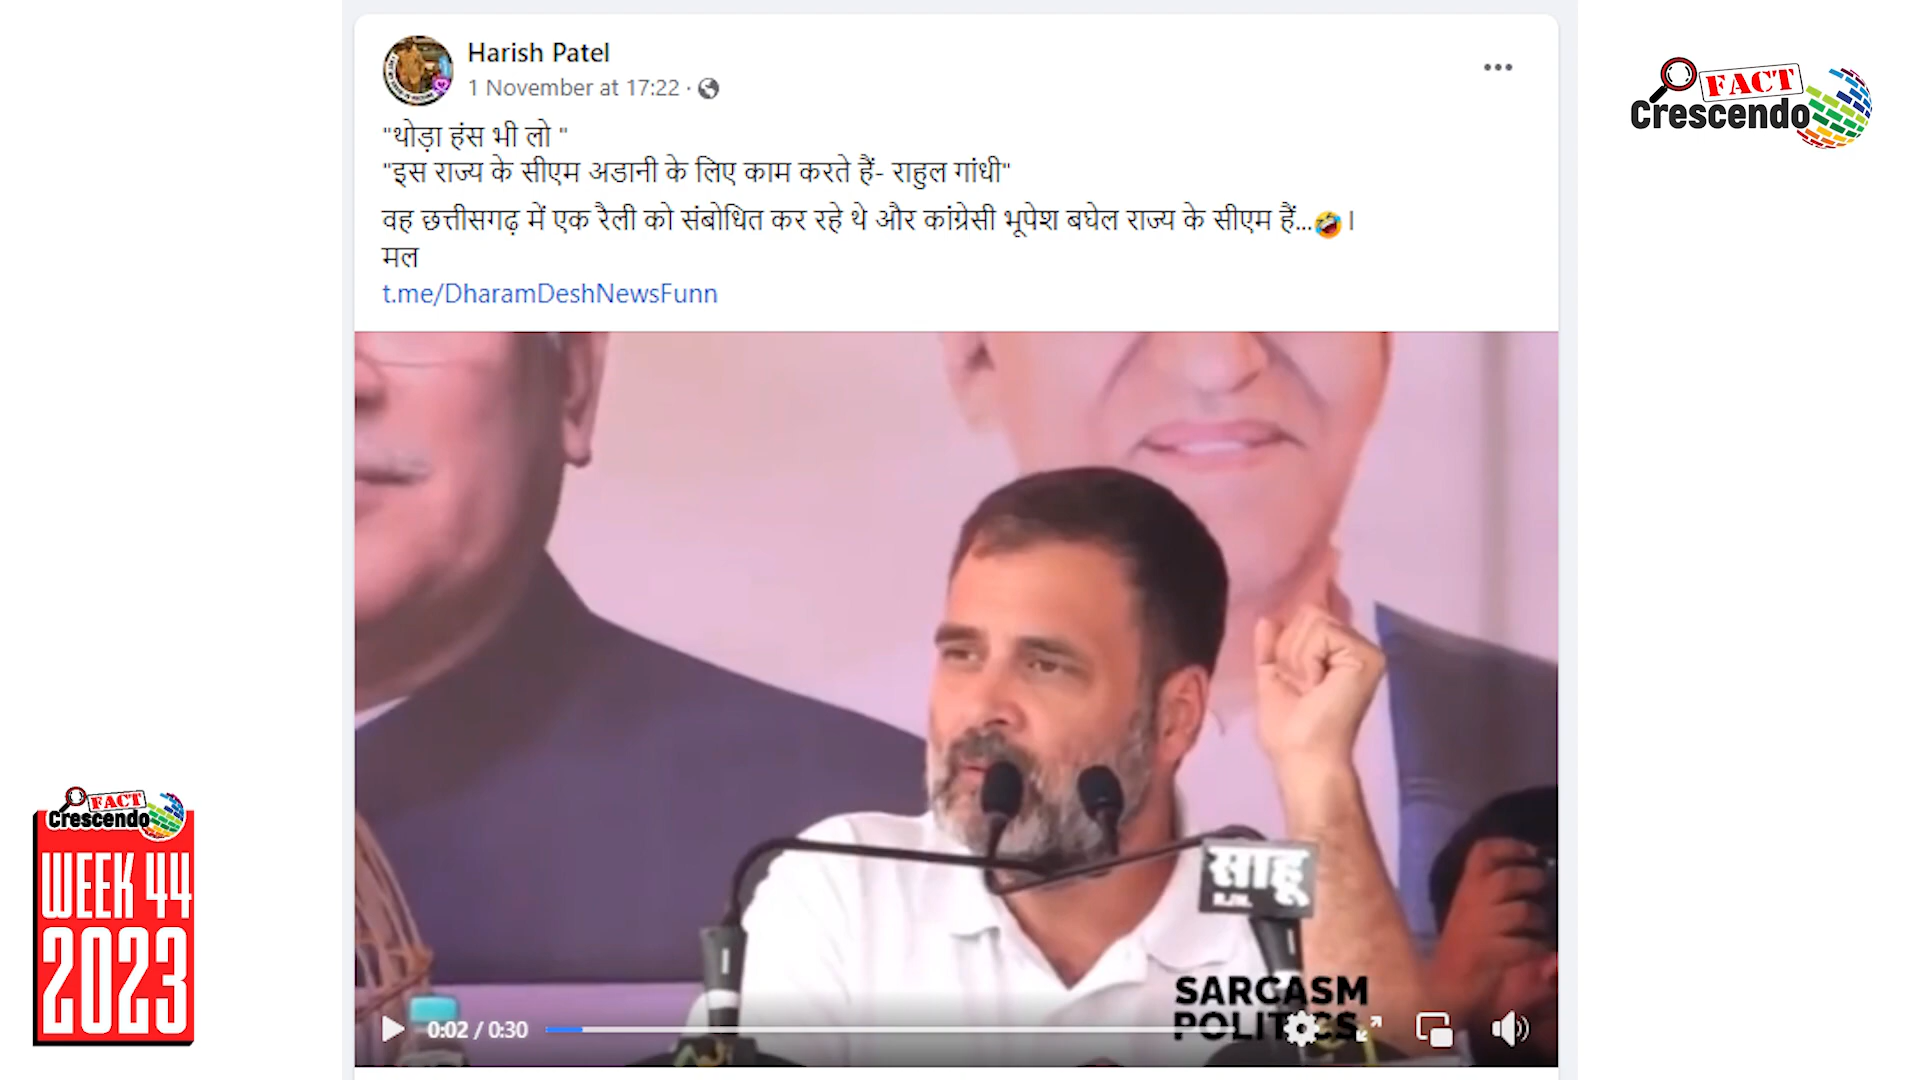 Harish Patel
1 November at 17:22 ·
"थोड़ा हंस भी लो "
"इस राज्य के सीएम अडानी के लिए काम करते हैं- राहुल गांधी"
वह छत्तीसगढ़ में एक रैली को संबोधित कर रहे थे और कांग्रेसी भूपेश बघेल राज्य के सीएम हैं...🤣।
मल
t.me/DharamDeshNewsFunn
FACT
Crescendo
साहू
SARCASM
POLITICS
0:02 / 0:30
FACT
Crescendo
WEEK 44
2023